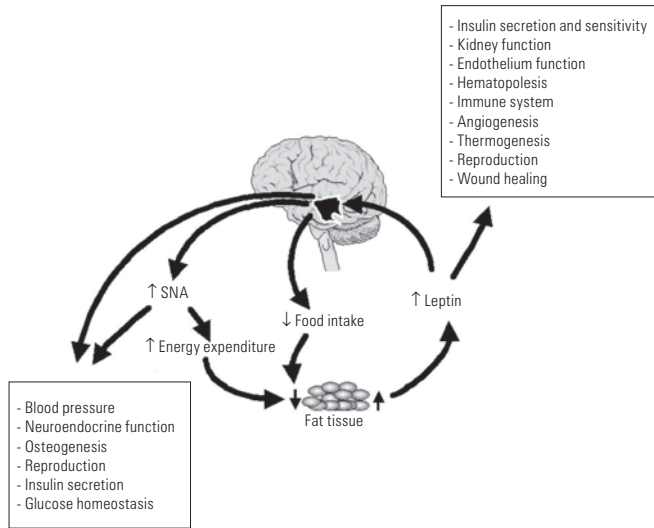 - Insulin secretion and sensitivity
- Kidney function
- Endothelium function
- Hematopolesis
- Immune system
- Angiogenesis
- Thermogenesis
- Reproduction
- Wound healing
↑ SNA
↓ Food intake
↑ Leptin
↑ Energy expenditure
Fat tissue
- Blood pressure
- Neuroendocrine function
- Osteogenesis
- Reproduction
- Insulin secretion
- Glucose homeostasis